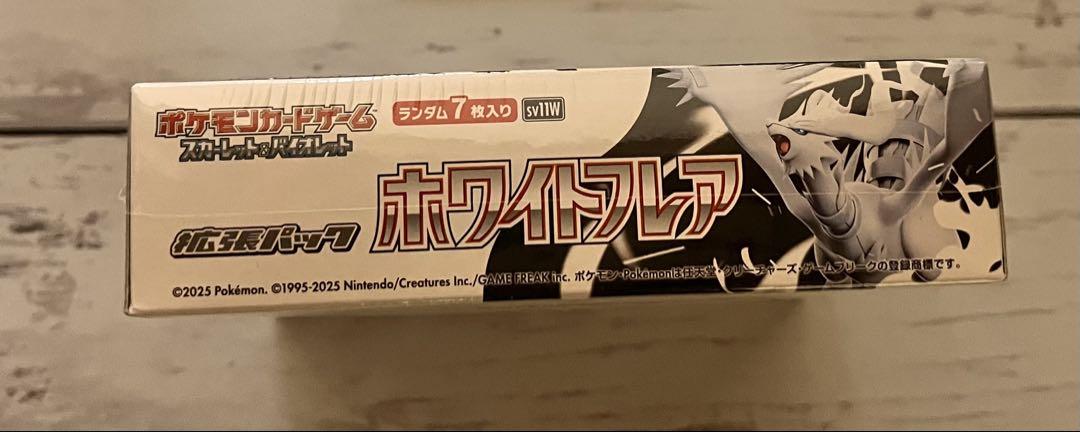 ポケモンカードゲーム
スカーレット&バイオレット
ランダム7枚入り
sv11W
拡張パック
ホワイトフレア
©2025 Pokémon. ©1995-2025 Nintendo/Creatures Inc./GAME FREAK inc. ポケモン・Pokémonは任天堂・クリーチャーズ・ゲームフリークの登録商標です。